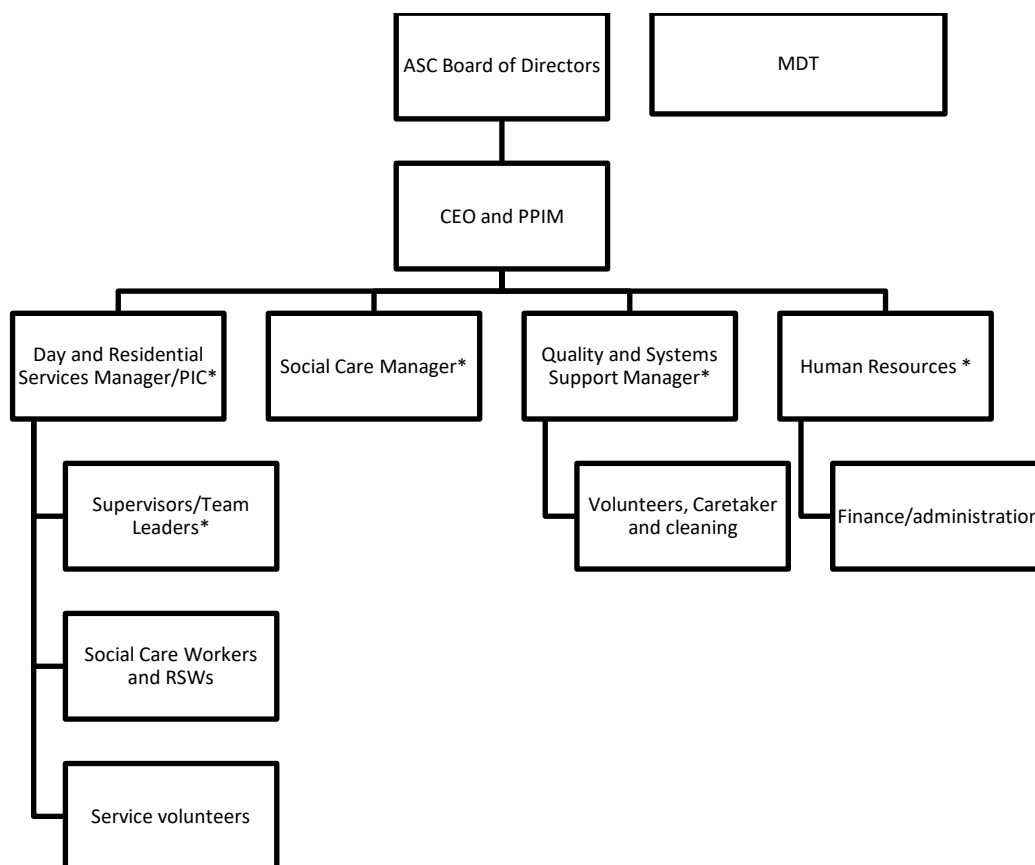 ASC Board of Directors
MDT
CEO and PPIM
Day and Residential
Services Manager/PIC*
Social Care Manager*
Quality and Systems
Support Manager*
Human Resources *
Supervisors/Team
Leaders*
Volunteers, Caretaker
and cleaning
Finance/administration
Social Care Workers
and RSWs
Service volunteers